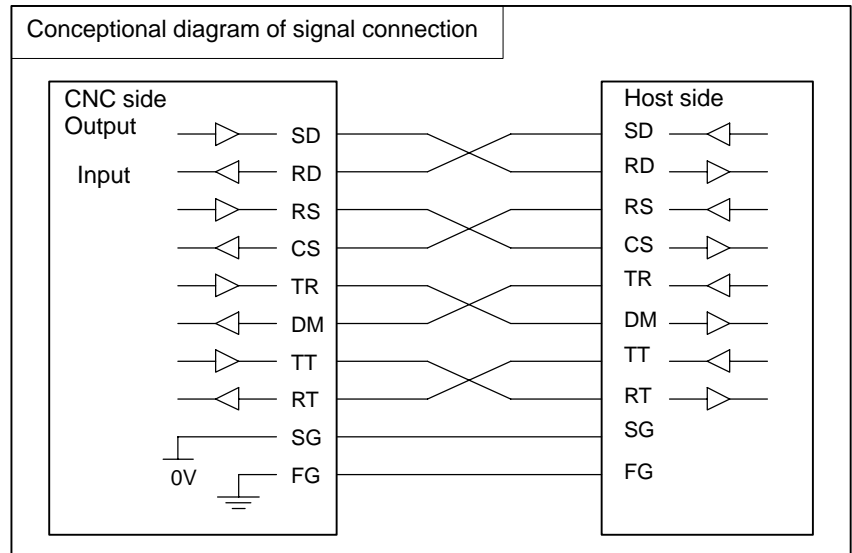 Conceptional diagram of signal connection
CNC side
Output
Input
SD
RD
RS
CS
TR
DM
TT
RT
SG
FG
0V
Host side
SD
RD
RS
CS
TR
DM
TT
RT
SG
FG